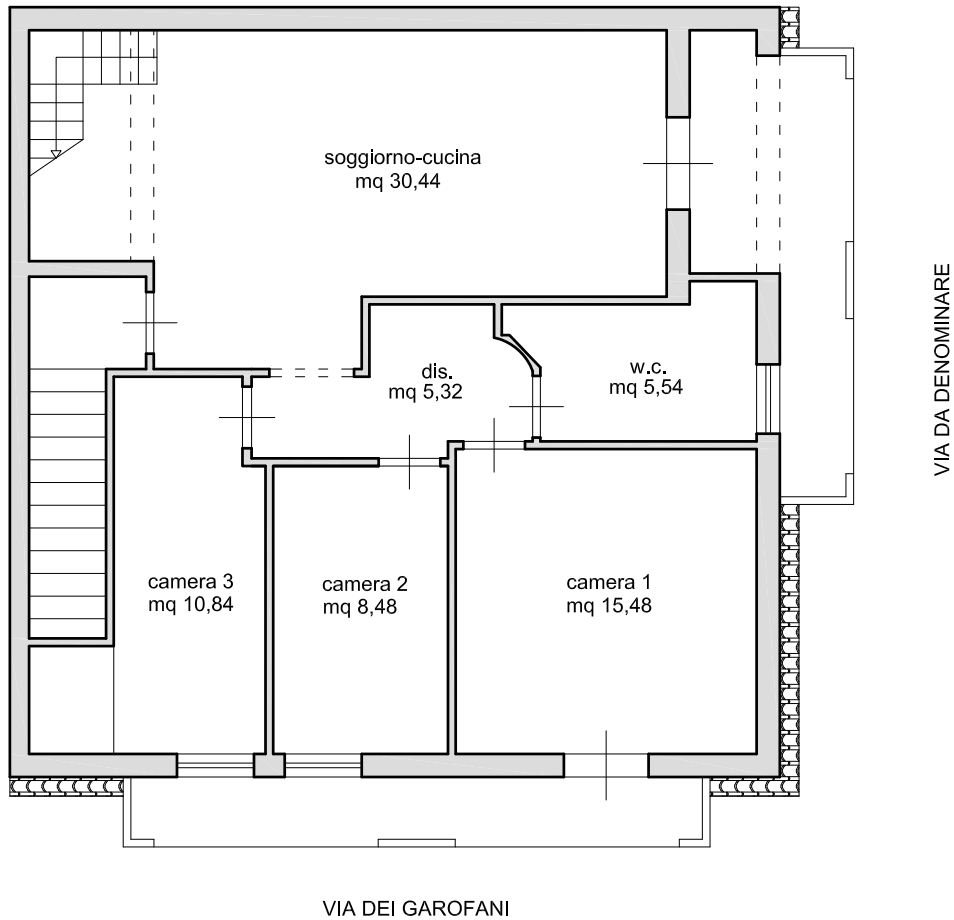 soggiorno-cucina
mq 30,44
dis.
mq 5,32
w.c.
mq 5,54
camera 3
mq 10,84
camera 2
mq 8,48
camera 1
mq 15,48
VIA DA DENOMINARE
VIA DEI GAROFANI